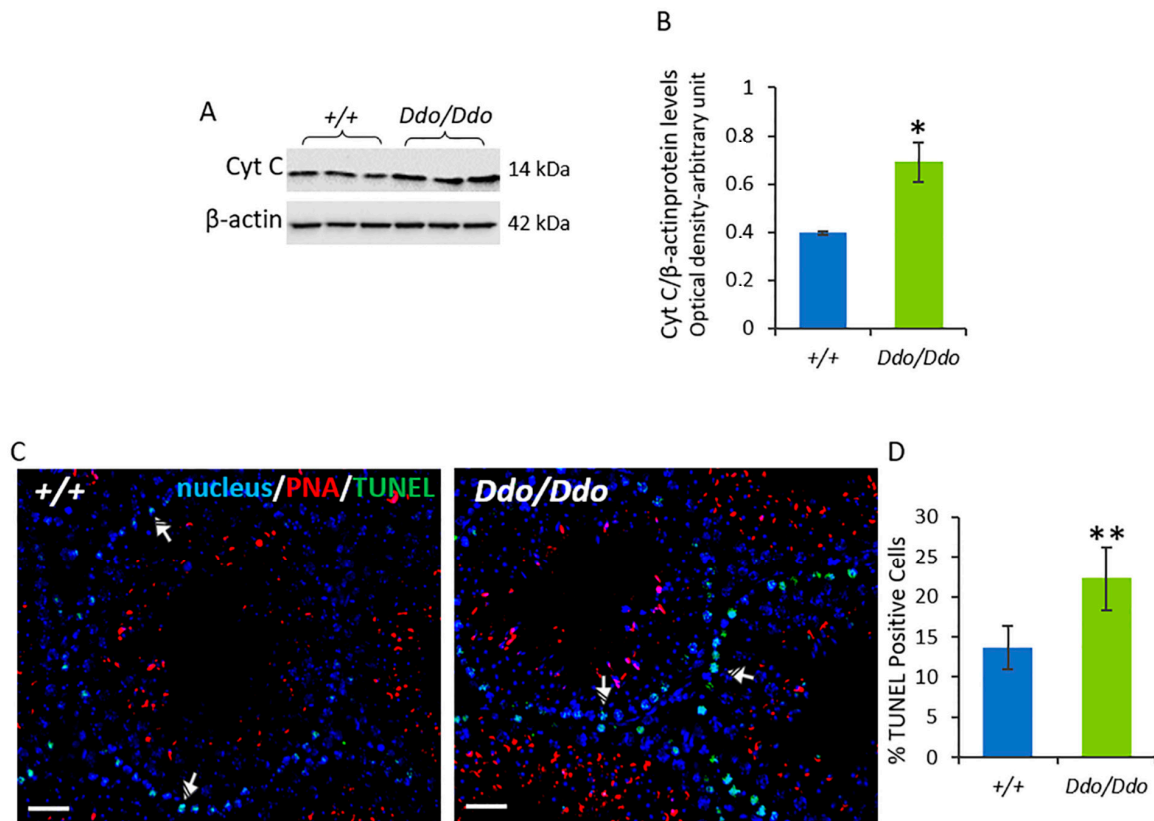 A
+/+ Ddo/Ddo
Cyt C 14 kDa
β-actin 42 kDa
B
Cyt C/β-actinprotein levels
Optical density-arbitrary unit
1
0.8
0.6
0.4
0.2
0
*
+/+ Ddo/Ddo
C
+/+ nucleus/PNA/TUNEL
Ddo/Ddo
D
% TUNEL Positive Cells
30
25
20
15
10
5
0
**
+/+ Ddo/Ddo